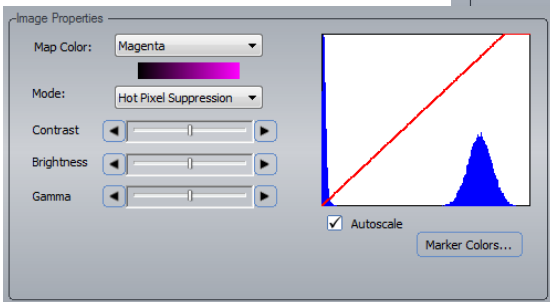 Image Properties
Map Color: Magenta
Mode: Hot Pixel Suppression
Contrast
Brightness
Gamma
Autoscale
Marker Colors...